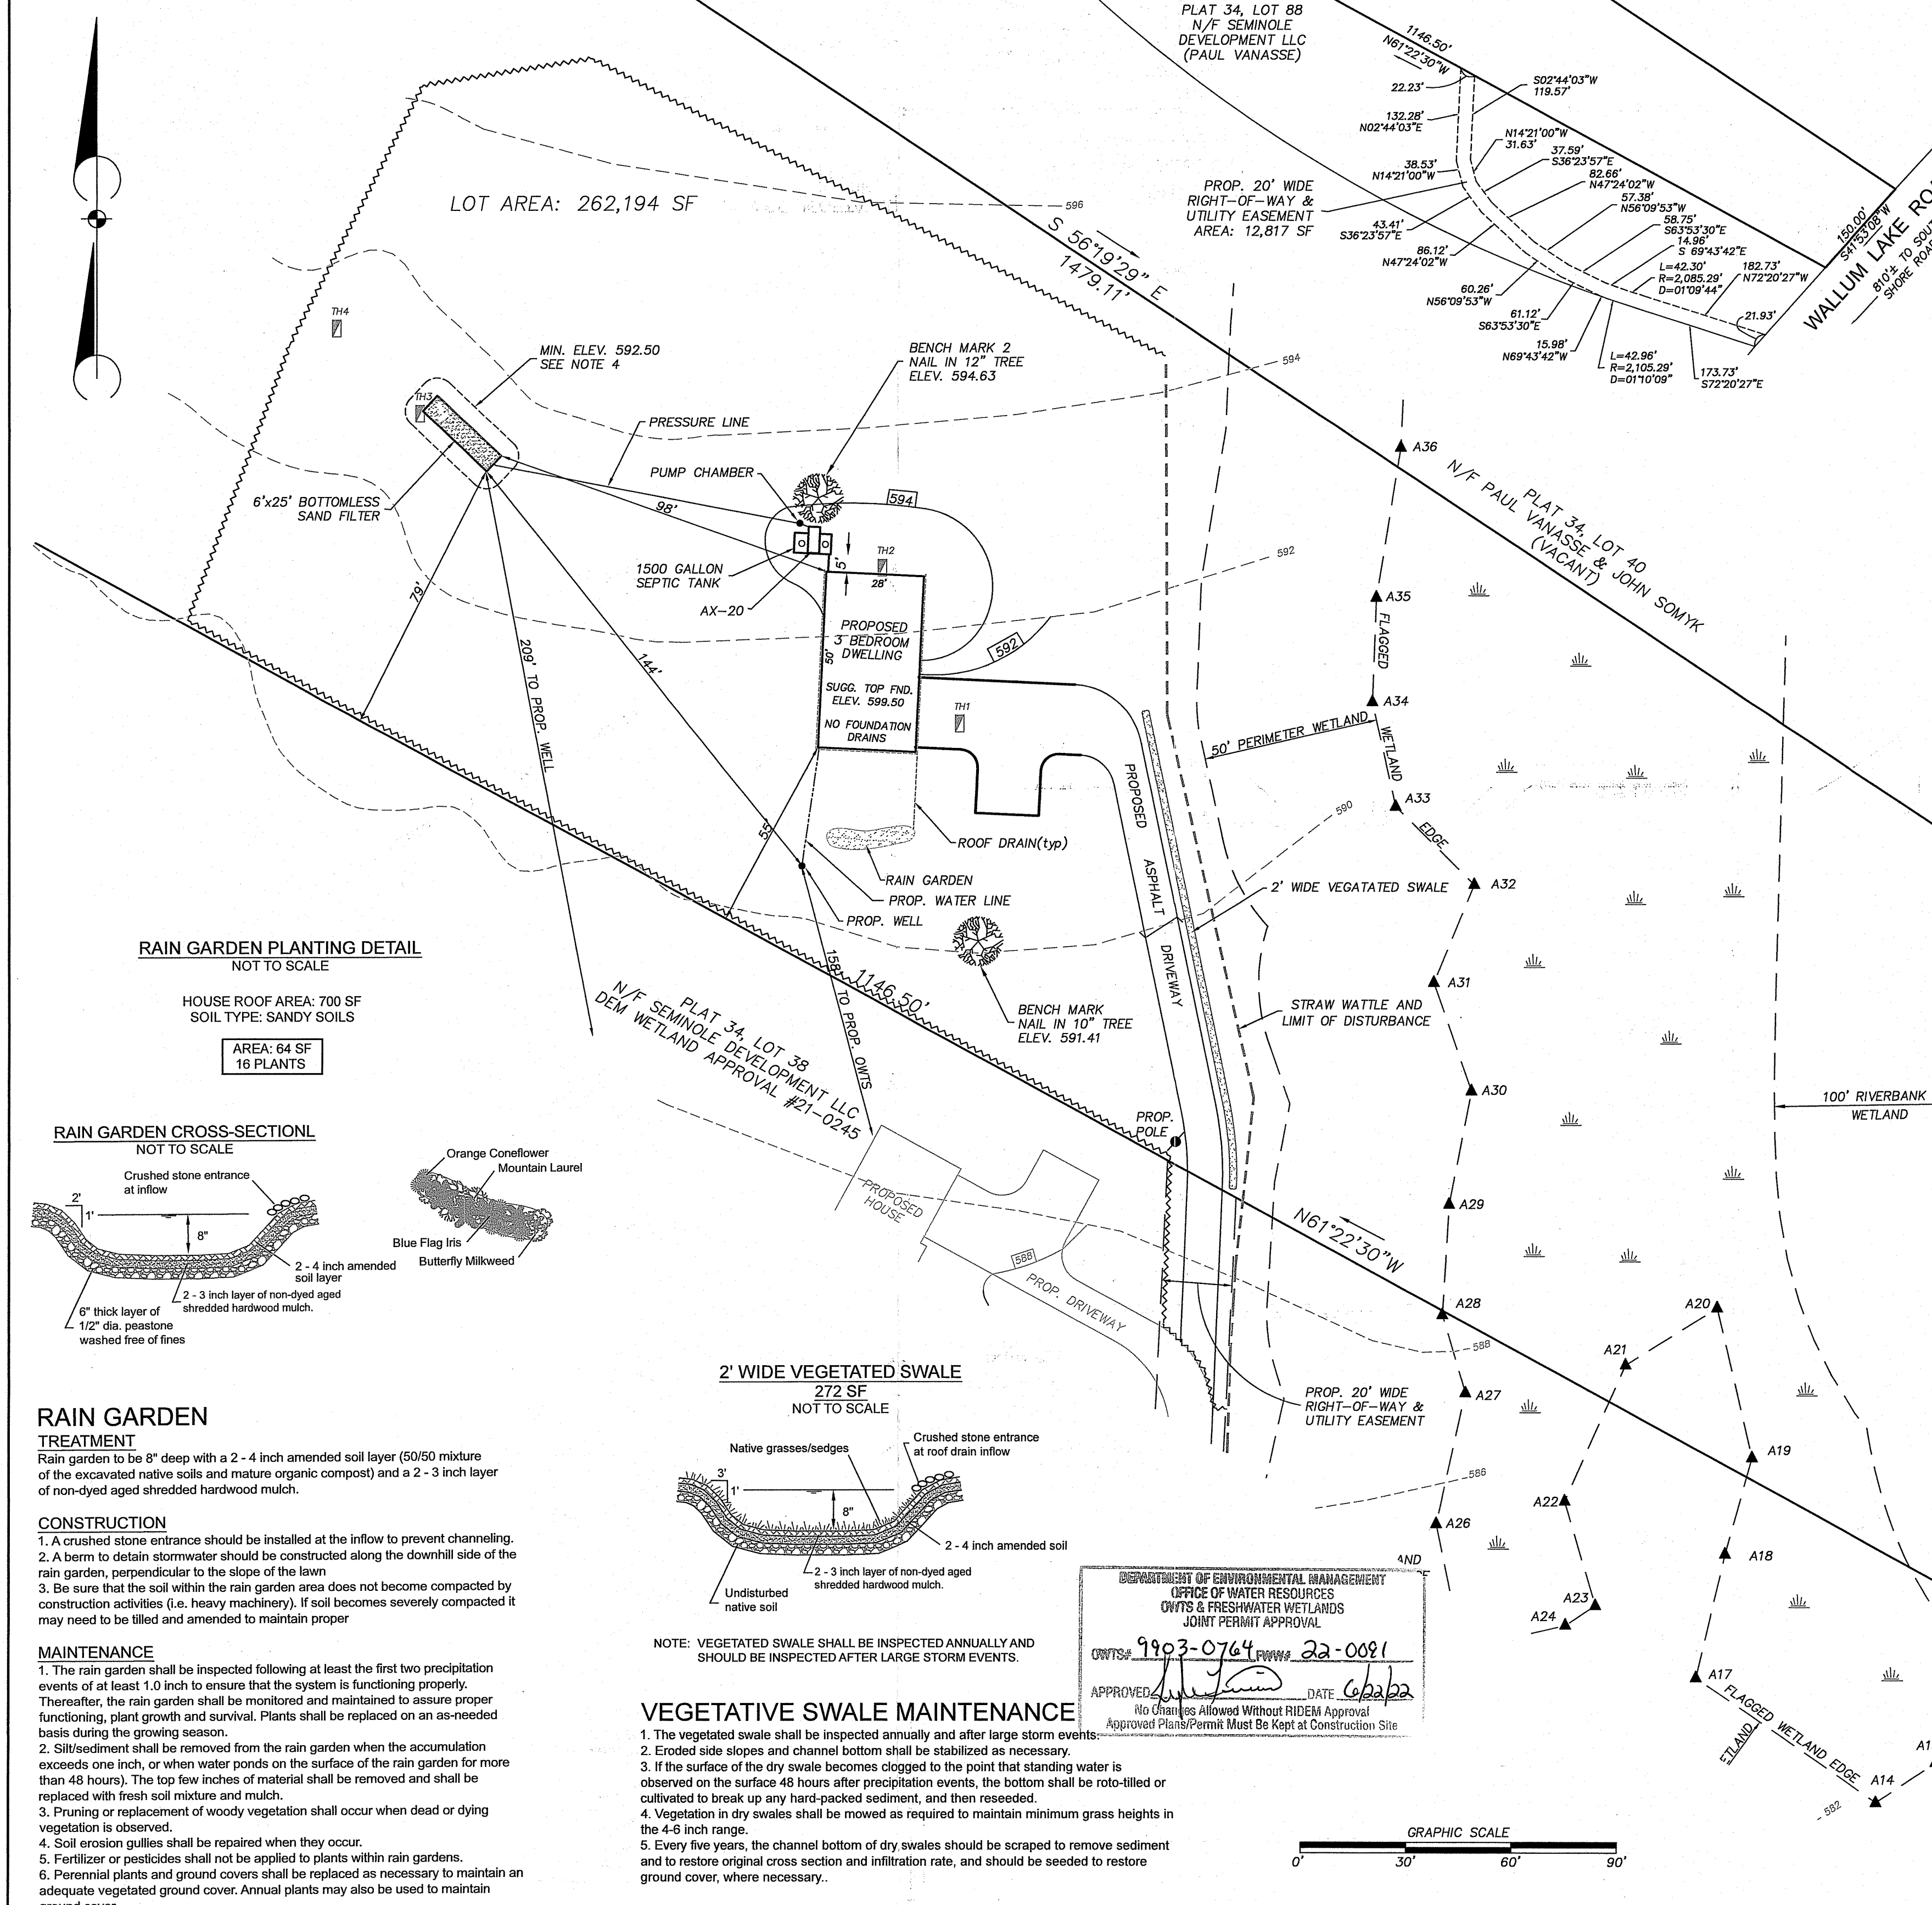 PLAT 34, LOT 88
N/F SEMINOLE
DEVELOPMENT LLC
(PAUL VANASSE)
1146.50'
N61°22'30"W
22.23'
S02°44'03"W
119.57'
132.28'
N02°44'03"E
N14°21'00"W
31.63'
38.53'
N14°21'00"W
37.59'
S36°23'57"E
82.66'
N47°24'02"W
57.38'
N56°09'53"W
58.75'
S63°53'30"E
14.96'
S 69°43'42"E
L=42.30'
R=2,085.29'
D=01°09'44"
182.73'
N72°20'27"W
PROP. 20' WIDE
RIGHT-OF-WAY &
UTILITY EASEMENT
AREA: 12,817 SF
43.41'
S36°23'57"E
86.12'
N47°24'02"W
60.26'
N56°09'53"W
61.12'
S63°53'30"E
15.98'
N69°43'42"W
L=42.96'
R=2,105.29'
D=01°10'09"
173.73'
S72°20'27"E
21.93'
150.00'
S41°53'08"W
WALLUM LAKE RO
810'± TO SOUT
SHORE ROA
LOT AREA: 262,194 SF
596
S 56°19'29" E
1479.11'
TH4
MIN. ELEV. 592.50
SEE NOTE 4
BENCH MARK 2
NAIL IN 12" TREE
ELEV. 594.63
594
TH3
PRESSURE LINE
PUMP CHAMBER
594
6'x25' BOTTOMLESS
SAND FILTER
98'
A36
N/F PAUL VANASSE & JOHN SOMYK
PLAT 34, LOT 40
(VACANT)
592
1500 GALLON
SEPTIC TANK
5'
TH2
28'
AX-20
79'
PROPOSED
3 BEDROOM
DWELLING
50'
SUGG. TOP FND.
ELEV. 599.50
NO FOUNDATION
DRAINS
592
A35
FLAGGED
A34
209' TO PROP. WELL
144'
TH1
50' PERIMETER WETLAND
WETLAND
A33
EDGE
590
PROPOSED
ASPHALT
DRIVEWAY
55'
ROOF DRAIN(typ)
RAIN GARDEN
PROP. WATER LINE
PROP. WELL
A32
2' WIDE VEGATATED SWALE
158' TO PROP. OWTS
1146.50'
A31
BENCH MARK
NAIL IN 10" TREE
ELEV. 591.41
STRAW WATTLE AND
LIMIT OF DISTURBANCE
PLAT 34, LOT 38
N/F SEMINOLE DEVELOPMENT LLC
DEM WETLAND APPROVAL #21-0245
A30
100' RIVERBANK
WETLAND
RAIN GARDEN PLANTING DETAIL
NOT TO SCALE
HOUSE ROOF AREA: 700 SF
SOIL TYPE: SANDY SOILS
AREA: 64 SF
16 PLANTS
PROP.
POLE
PROPOSED
HOUSE
588
PROP. DRIVEWAY
A29
N61°22'30"W
A28
588
A20
A21
A27
PROP. 20' WIDE
RIGHT-OF-WAY &
UTILITY EASEMENT
A19
586
A22
A26
A18
A23
A24
A17
FLAGGED WETLAND EDGE
ETLAND
A14
A1
582
RAIN GARDEN CROSS-SECTIONL
NOT TO SCALE
Crushed stone entrance
at inflow
2'
1'
8"
2 - 4 inch amended
soil layer
2 - 3 inch layer of non-dyed aged
shredded hardwood mulch.
6" thick layer of
1/2" dia. peastone
washed free of fines
Orange Coneflower
Mountain Laurel
Blue Flag Iris
Butterfly Milkweed
RAIN GARDEN
TREATMENT
Rain garden to be 8" deep with a 2 - 4 inch amended soil layer (50/50 mixture
of the excavated native soils and mature organic compost) and a 2 - 3 inch layer
of non-dyed aged shredded hardwood mulch.
CONSTRUCTION
1. A crushed stone entrance should be installed at the inflow to prevent channeling.
2. A berm to detain stormwater should be constructed along the downhill side of the
rain garden, perpendicular to the slope of the lawn
3. Be sure that the soil within the rain garden area does not become compacted by
construction activities (i.e. heavy machinery). If soil becomes severely compacted it
may need to be tilled and amended to maintain proper
MAINTENANCE
1. The rain garden shall be inspected following at least the first two precipitation
events of at least 1.0 inch to ensure that the system is functioning properly.
Thereafter, the rain garden shall be monitored and maintained to assure proper
functioning, plant growth and survival. Plants shall be replaced on an as-needed
basis during the growing season.
2. Silt/sediment shall be removed from the rain garden when the accumulation
exceeds one inch, or when water ponds on the surface of the rain garden for more
than 48 hours). The top few inches of material shall be removed and shall be
replaced with fresh soil mixture and mulch.
3. Pruning or replacement of woody vegetation shall occur when dead or dying
vegetation is observed.
4. Soil erosion gullies shall be repaired when they occur.
5. Fertilizer or pesticides shall not be applied to plants within rain gardens.
6. Perennial plants and ground covers shall be replaced as necessary to maintain an
adequate vegetated ground cover. Annual plants may also be used to maintain
ground cover
2' WIDE VEGETATED SWALE
272 SF
NOT TO SCALE
Native grasses/sedges
Crushed stone entrance
at roof drain inflow
3'
1'
8"
2 - 4 inch amended soil
2 - 3 inch layer of non-dyed aged
shredded hardwood mulch.
Undisturbed
native soil
NOTE: VEGETATED SWALE SHALL BE INSPECTED ANNUALLY AND
SHOULD BE INSPECTED AFTER LARGE STORM EVENTS.
AND
DEPARTMENT OF ENVIRONMENTAL MANAGEMENT
OFFICE OF WATER RESOURCES
OWTS & FRESHWATER WETLANDS
JOINT PERMIT APPROVAL
OWTS# 9903-0764 FWW# 22-0091
APPROVED DATE 6/22/22
No Changes Allowed Without RIDEM Approval
Approved Plans/Permit Must Be Kept at Construction Site
VEGETATIVE SWALE MAINTENANCE
1. The vegetated swale shall be inspected annually and after large storm events.
2. Eroded side slopes and channel bottom shall be stabilized as necessary.
3. If the surface of the dry swale becomes clogged to the point that standing water is
observed on the surface 48 hours after precipitation events, the bottom shall be roto-tilled or
cultivated to break up any hard-packed sediment, and then reseeded.
4. Vegetation in dry swales shall be mowed as required to maintain minimum grass heights in
the 4-6 inch range.
5. Every five years, the channel bottom of dry swales should be scraped to remove sediment
and to restore original cross section and infiltration rate, and should be seeded to restore
ground cover, where necessary..
GRAPHIC SCALE
0' 30' 60' 90'